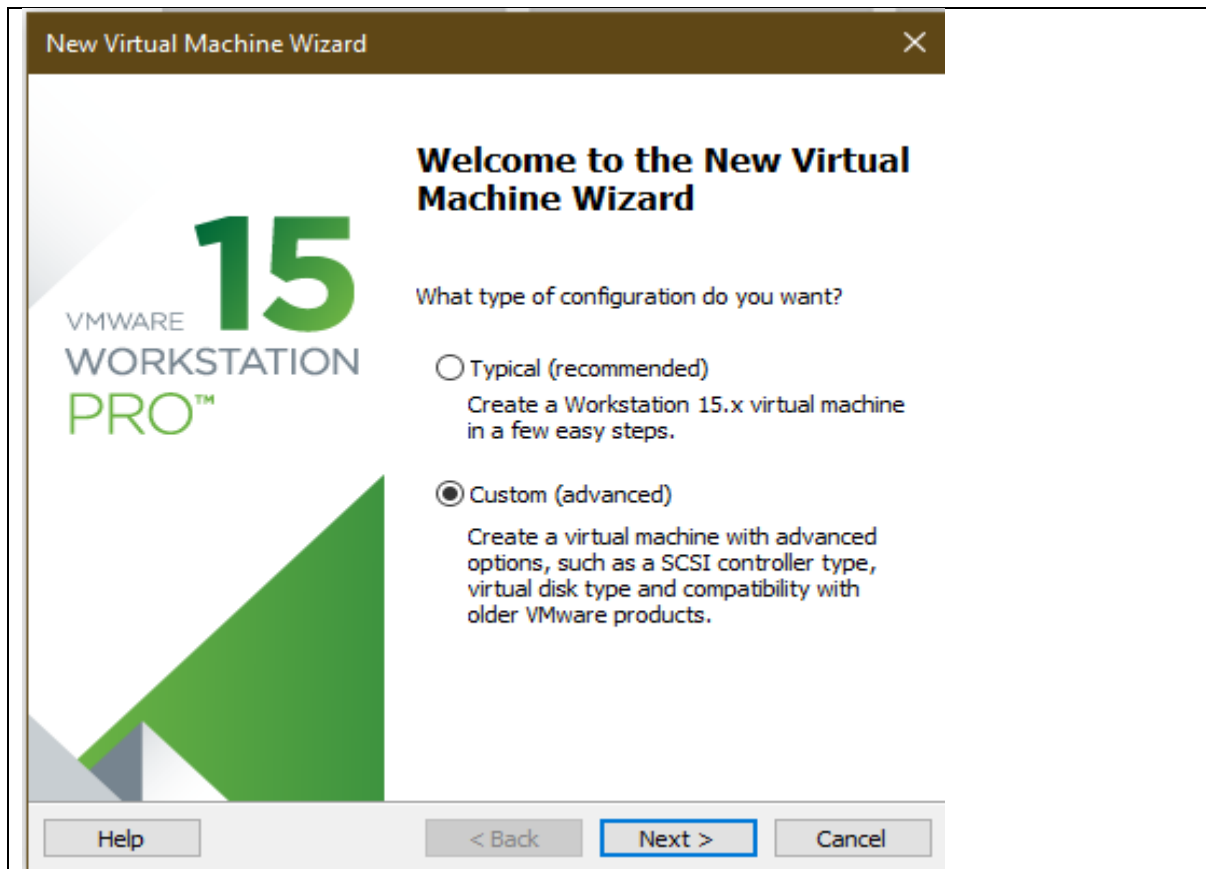 New Virtual Machine Wizard
Welcome to the New Virtual
Machine Wizard
15
VMWARE
WORKSTATION
PRO™
What type of configuration do you want?
Typical (recommended)
Create a Workstation 15.x virtual machine
in a few easy steps.
Custom (advanced)
Create a virtual machine with advanced
options, such as a SCSI controller type,
virtual disk type and compatibility with
older VMware products.
Help
< Back
Next >
Cancel